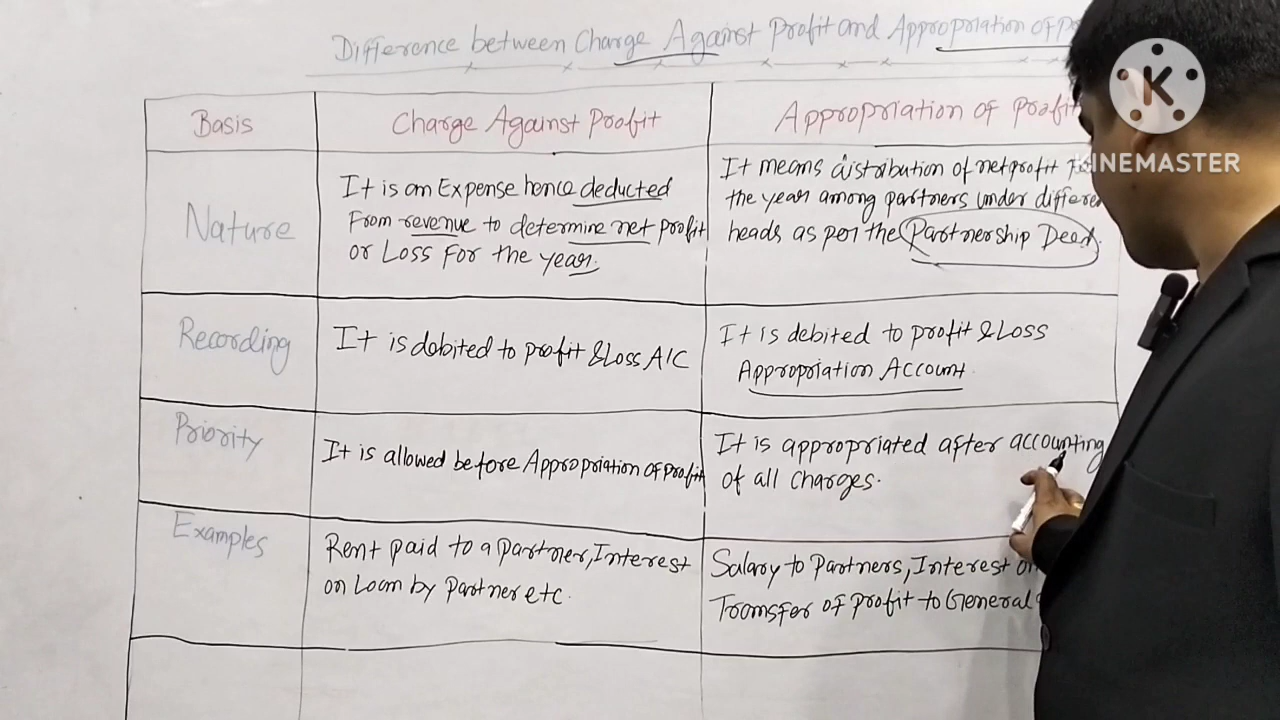 Difference between Charge Against Profit and Appropriation of
Basis
Charge Against Profit
Appropriation of Profit
Nature
It is an Expense hence deducted
From revenue to determine net profit
or Loss for the year.
It means distribution of net profit
the year among partners under
heads as per the Partnership Deed.
Recording
It is debited to profit & Loss A/C
It is debited to profit & Loss
Appropriation Account.
Priority
It is allowed before Appropriation of profit
It is appropriated after accounting
of all charges.
Examples
Rent paid to a Partner, Interest
on Loan by Partner etc.
Salary to Partners, Interest on
Transfer of Profit to General
K
KINEMASTER